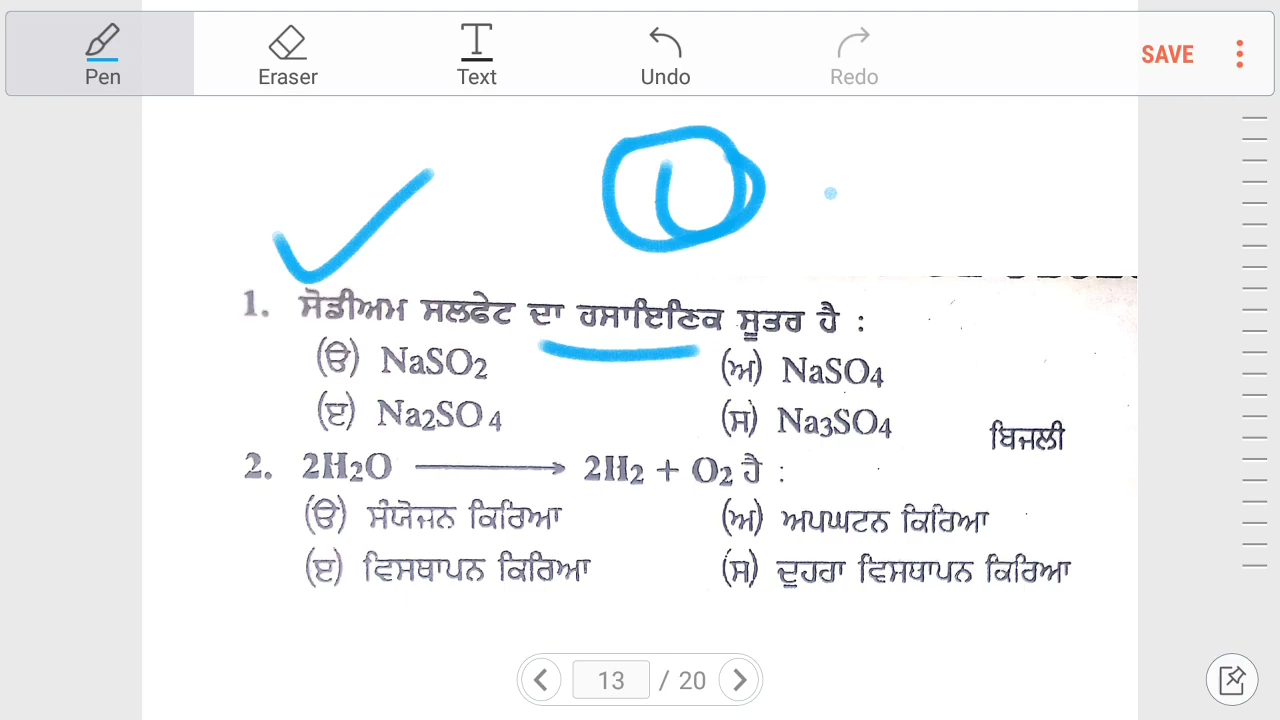 Pen Eraser Text Undo Redo SAVE
1. ਸੋਡੀਅਮ ਸਲਫੇਟ ਦਾ ਹਸਾਇਣਿਕ ਸੂਤਰ ਹੈ :
(ੳ) NaSO2 (ਅ) NaSO4
(ੲ) Na2SO4 (ਸ) Na3SO4
ਬਿਜਲੀ
2. 2H2O ⟶ 2H2 + O2 ਹੈ :
(ੳ) ਸੰਯੋਜਨ ਕਿਰਿਆ (ਅ) ਅਪਘਟਨ ਕਿਰਿਆ
(ੲ) ਵਿਸਥਾਪਨ ਕਿਰਿਆ (ਸ) ਦੁਹਰਾ ਵਿਸਥਾਪਨ ਕਿਰਿਆ
13 / 20